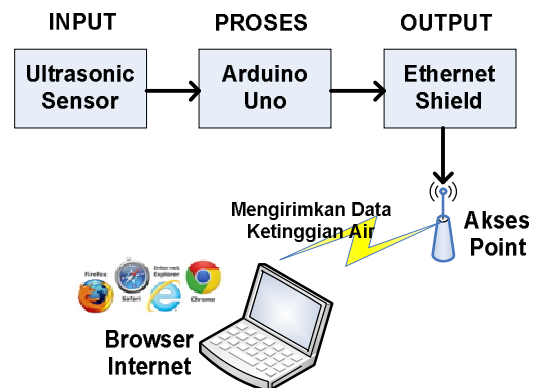 INPUT
PROSES
OUTPUT
Ultrasonic
Sensor
Arduino
Uno
Ethernet
Shield
Mengirimkan Data
Ketinggian Air
Akses
Point
Firefox
Safari
Explorer
Chrome
Browser
Internet